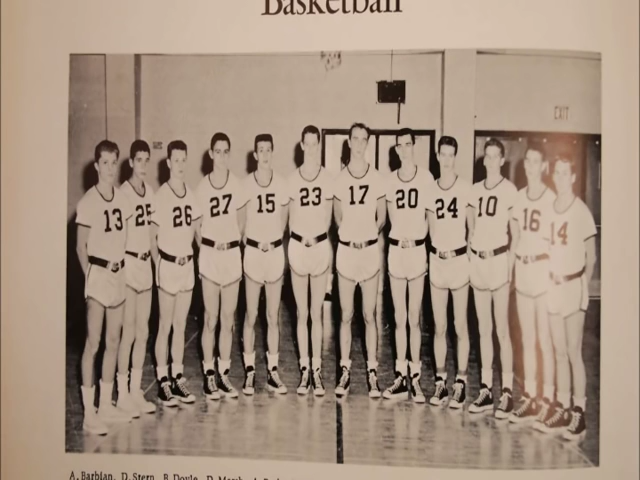 Basketball
EXIT
13 25 26 27 15 23 17 20 24 10 16 14
A. Barbian, D. Stern, B. Doyle, D.